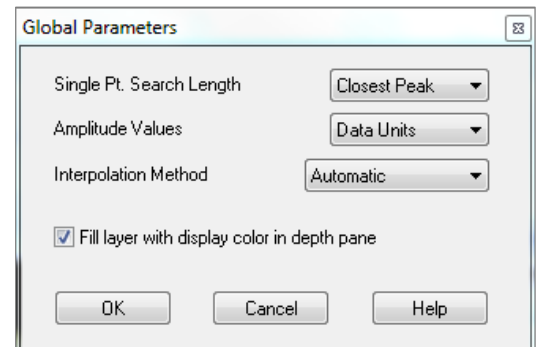 Global Parameters
Single Pt. Search Length Closest Peak
Amplitude Values Data Units
Interpolation Method Automatic
Fill layer with display color in depth pane
OK Cancel Help